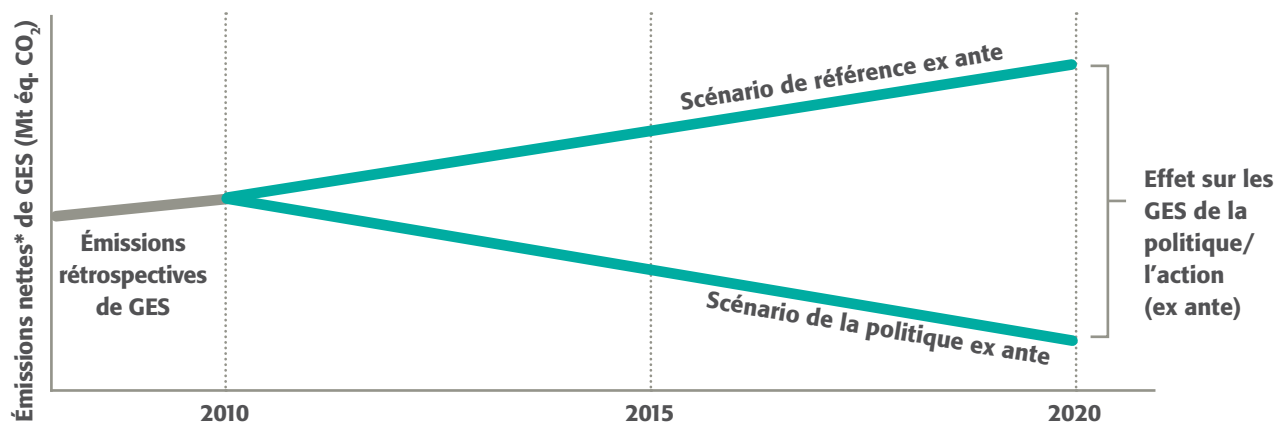 Émissions nettes* de GES (Mt éq. CO₂)
Scénario de référence ex ante
Émissions
rétrospectives
de GES
Scénario de la politique ex ante
Effet sur les
GES de la
politique/
l’action
(ex ante)
2010
2015
2020